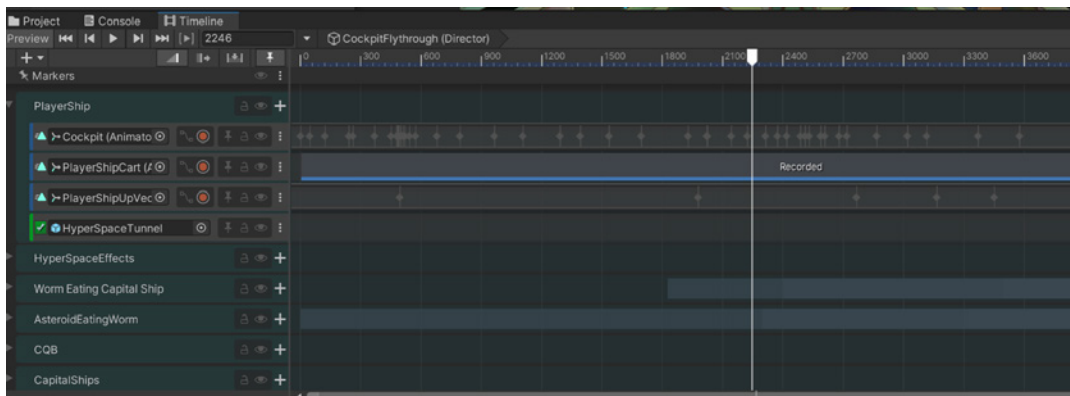 Project Console Timeline
Preview 2246 CockpitFlythrough (Director)
0 300 600 900 1200 1500 1800 2100 2400 2700 3000 3300 3600
Markers
PlayerShip
Cockpit (Animato
PlayerShipCart (A
Recorded
PlayerShipUpVec
HyperSpaceTunnel
HyperSpaceEffects
Worm Eating Capital Ship
AsteroidEatingWorm
CQB
CapitalShips